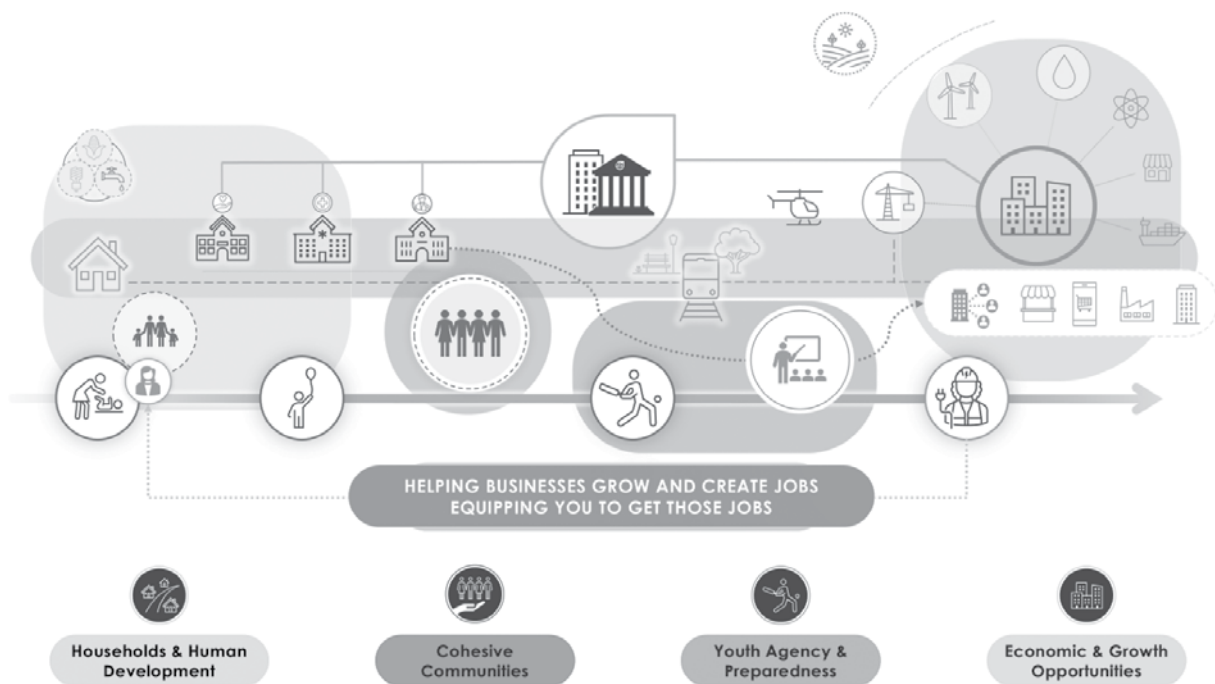 HELPING BUSINESSES GROW AND CREATE JOBS
EQUIPPING YOU TO GET THOSE JOBS
Households & Human
Development
Cohesive
Communities
Youth Agency &
Preparedness
Economic & Growth
Opportunities